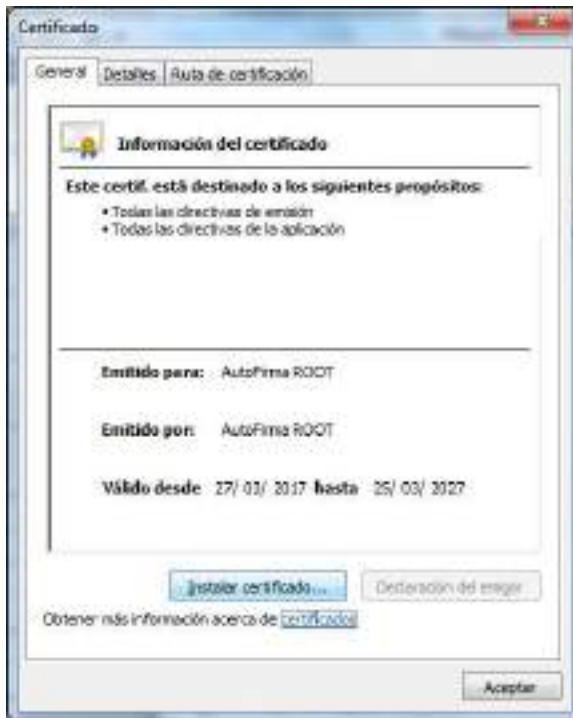 Certificado
General Detalles Ruta de certificación
Información del certificado
Este certif. está destinado a los siguientes propósitos:
• Todas las directivas de emisión
• Todas las directivas de la aplicación
Emitido para: AutoFirma ROOT
Emitido por: AutoFirma ROOT
Válido desde 27/ 03/ 2017 hasta 25/ 03/ 2027
Instalar certificado... Declaración del emisor
Obtener más información acerca de certificados
Aceptar